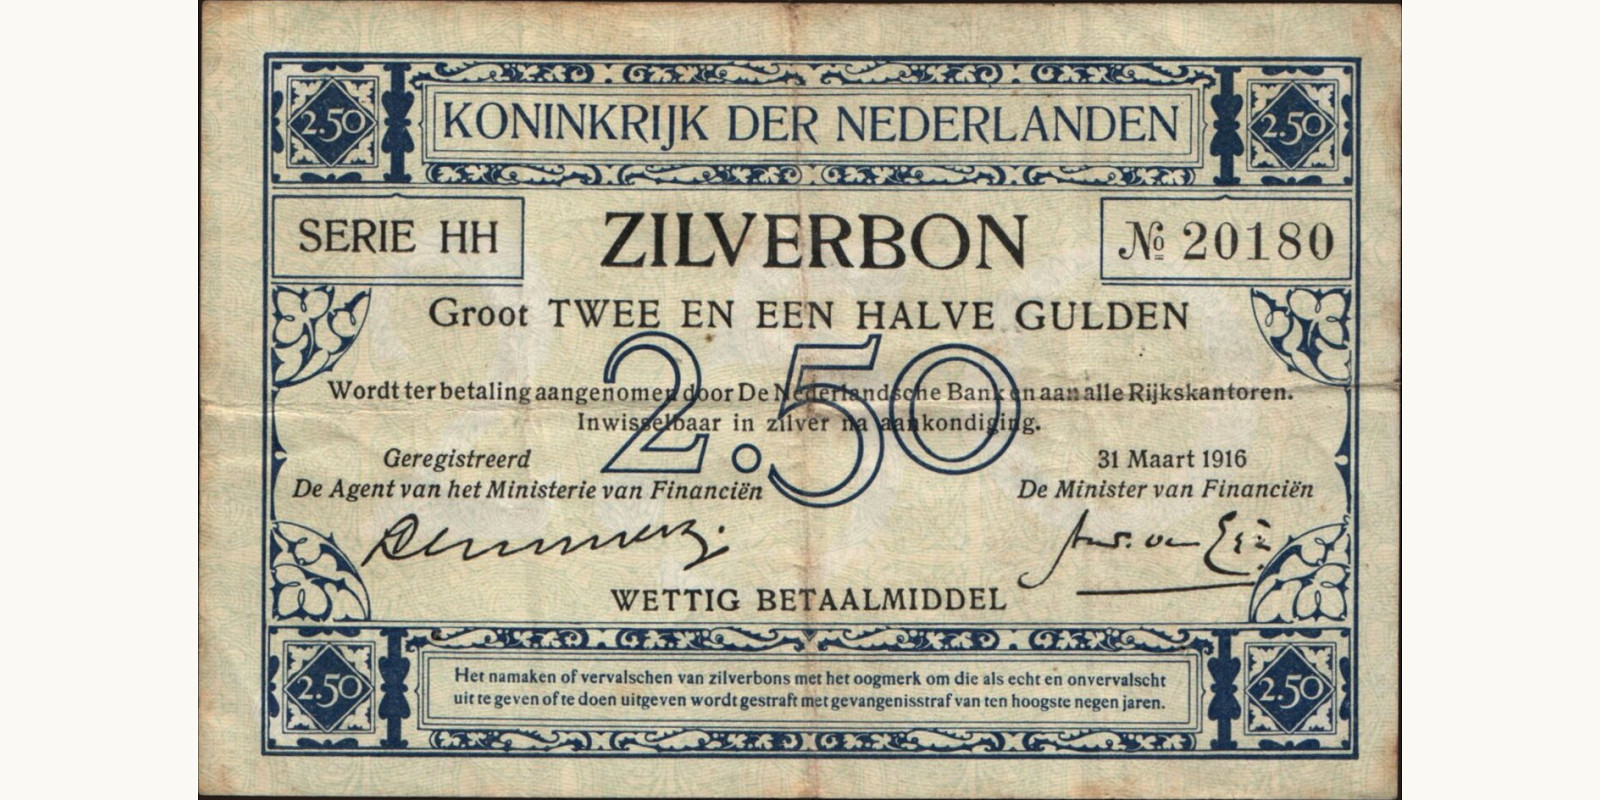 2.50 KONINKRIJK DER NEDERLANDEN 2.50
SERIE HH ZILVERBON № 20180
Groot TWEE EN EEN HALVE GULDEN
2.50
Wordt ter betaling aangenomen door De Nederlandsche Bank en aan alle Rijkskantoren.
Inwisselbaar in zilver na aankondiging.
Geregistreerd 31 Maart 1916
De Agent van het Ministerie van Financiën De Minister van Financiën
WETTIG BETAALMIDDEL
2.50 Het namaken of vervalschen van zilverbons met het oogmerk om die als echt en onvervalscht 2.50
uit te geven of te doen uitgeven wordt gestraft met gevangenisstraf van ten hoogste negen jaren.